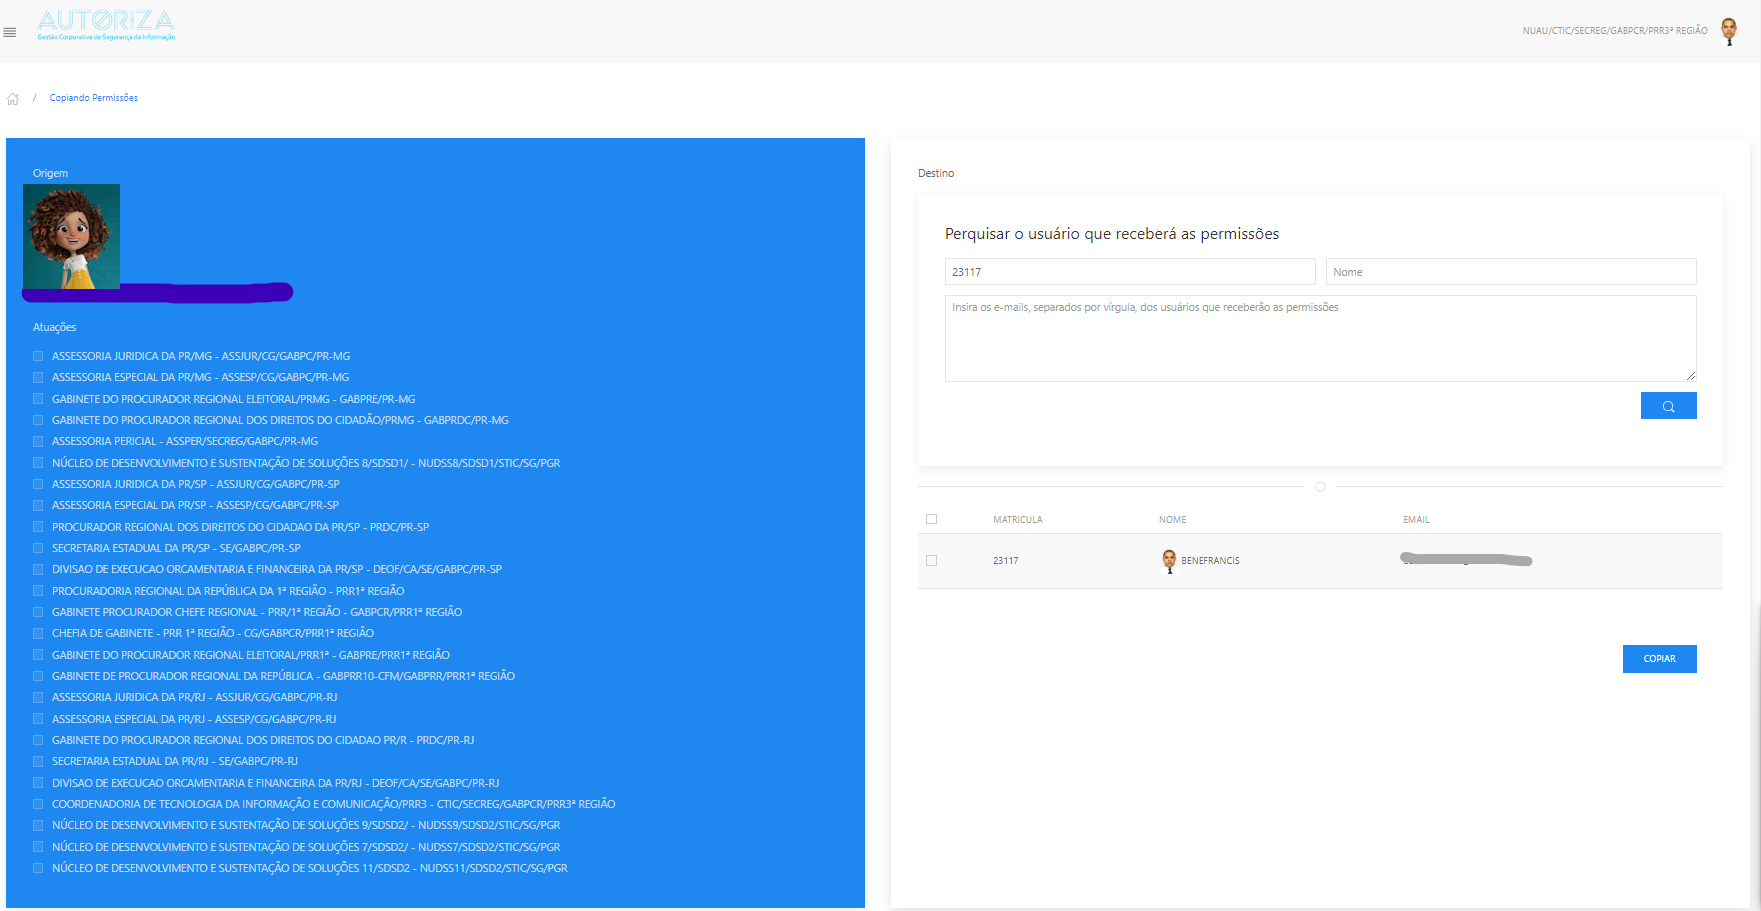 AUTORIZA
Gestão Corporativa de Segurança da Informação
NUAU/CTIC/SECREG/GABPCR/PRR3ª REGIÃO
/ Copiando Permissões
Origem
Atuações
ASSESSORIA JURIDICA DA PR/MG - ASSJUR/CG/GABPC/PR-MG
ASSESSORIA ESPECIAL DA PR/MG - ASSESP/CG/GABPC/PR-MG
GABINETE DO PROCURADOR REGIONAL ELEITORAL/PRMG - GABPRE/PR-MG
GABINETE DO PROCURADOR REGIONAL DOS DIREITOS DO CIDADÃO/PRMG - GABPRDC/PR-MG
ASSESSORIA PERICIAL - ASSPER/SECREG/GABPC/PR-MG
NÚCLEO DE DESENVOLVIMENTO E SUSTENTAÇÃO DE SOLUÇÕES 8/SDSD1/ - NUDSS8/SDSD1/STIC/SG/PGR
ASSESSORIA JURIDICA DA PR/SP - ASSJUR/CG/GABPC/PR-SP
ASSESSORIA ESPECIAL DA PR/SP - ASSESP/CG/GABPC/PR-SP
PROCURADOR REGIONAL DOS DIREITOS DO CIDADAO DA PR/SP - PRDC/PR-SP
SECRETARIA ESTADUAL DA PR/SP - SE/GABPC/PR-SP
DIVISAO DE EXECUCAO ORCAMENTARIA E FINANCEIRA DA PR/SP - DEOF/CA/SE/GABPC/PR-SP
PROCURADORIA REGIONAL DA REPÚBLICA DA 1ª REGIÃO - PRR1ª REGIÃO
GABINETE PROCURADOR CHEFE REGIONAL - PRR/1ª REGIÃO - GABPCR/PRR1ª REGIÃO
CHEFIA DE GABINETE - PRR 1ª REGIÃO - CG/GABPCR/PRR1ª REGIÃO
GABINETE DO PROCURADOR REGIONAL ELEITORAL/PRR1ª - GABPRE/PRR1ª REGIÃO
GABINETE DE PROCURADOR REGIONAL DA REPÚBLICA - GABPRR10-CFM/GABPRR/PRR1ª REGIÃO
ASSESSORIA JURIDICA DA PR/RJ - ASSJUR/CG/GABPC/PR-RJ
ASSESSORIA ESPECIAL DA PR/RJ - ASSESP/CG/GABPC/PR-RJ
GABINETE DO PROCURADOR REGIONAL DOS DIREITOS DO CIDADAO PR/R - PRDC/PR-RJ
SECRETARIA ESTADUAL DA PR/RJ - SE/GABPC/PR-RJ
DIVISAO DE EXECUCAO ORCAMENTARIA E FINANCEIRA DA PR/RJ - DEOF/CA/SE/GABPC/PR-RJ
COORDENADORIA DE TECNOLOGIA DA INFORMAÇÃO E COMUNICAÇÃO/PRR3 - CTIC/SECREG/GABPCR/PRR3ª REGIÃO
NÚCLEO DE DESENVOLVIMENTO E SUSTENTAÇÃO DE SOLUÇÕES 9/SDSD2/ - NUDSS9/SDSD2/STIC/SG/PGR
NÚCLEO DE DESENVOLVIMENTO E SUSTENTAÇÃO DE SOLUÇÕES 7/SDSD2/ - NUDSS7/SDSD2/STIC/SG/PGR
NÚCLEO DE DESENVOLVIMENTO E SUSTENTAÇÃO DE SOLUÇÕES 11/SDSD2 - NUDSS11/SDSD2/STIC/SG/PGR
Destino
Perquisar o usuário que receberá as permissões
23117 Nome
Insira os e-mails, separados por vírgula, dos usuários que receberão as permissões
MATRICULA NOME EMAIL
23117 BENEFRANCIS
COPIAR